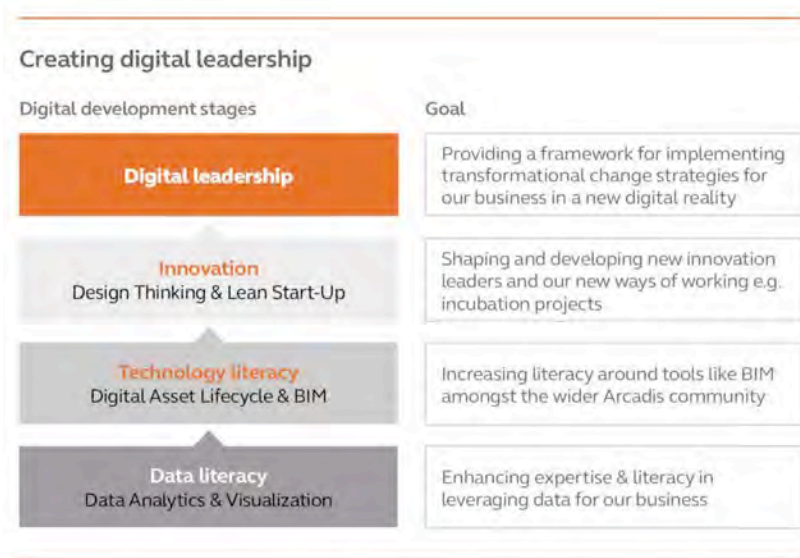 Creating digital leadership
Digital development stages
Goal
Digital leadership
Providing a framework for implementing
transformational change strategies for
our business in a new digital reality
Innovation
Design Thinking & Lean Start-Up
Shaping and developing new innovation
leaders and our new ways of working e.g.
incubation projects
Technology literacy
Digital Asset Lifecycle & BIM
Increasing literacy around tools like BIM
amongst the wider Arcadis community
Data literacy
Data Analytics & Visualization
Enhancing expertise & literacy in
leveraging data for our business